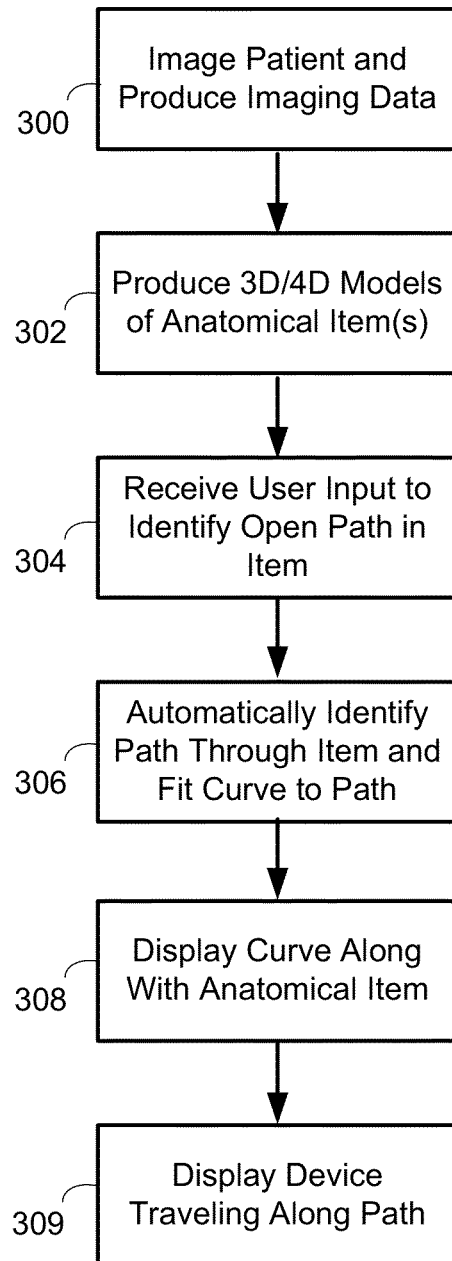 Image Patient and
Produce Imaging Data
300
Produce 3D/4D Models
of Anatomical Item(s)
302
Receive User Input to
Identify Open Path in
Item
304
Automatically Identify
Path Through Item and
Fit Curve to Path
306
Display Curve Along
With Anatomical Item
308
Display Device
Traveling Along Path
309